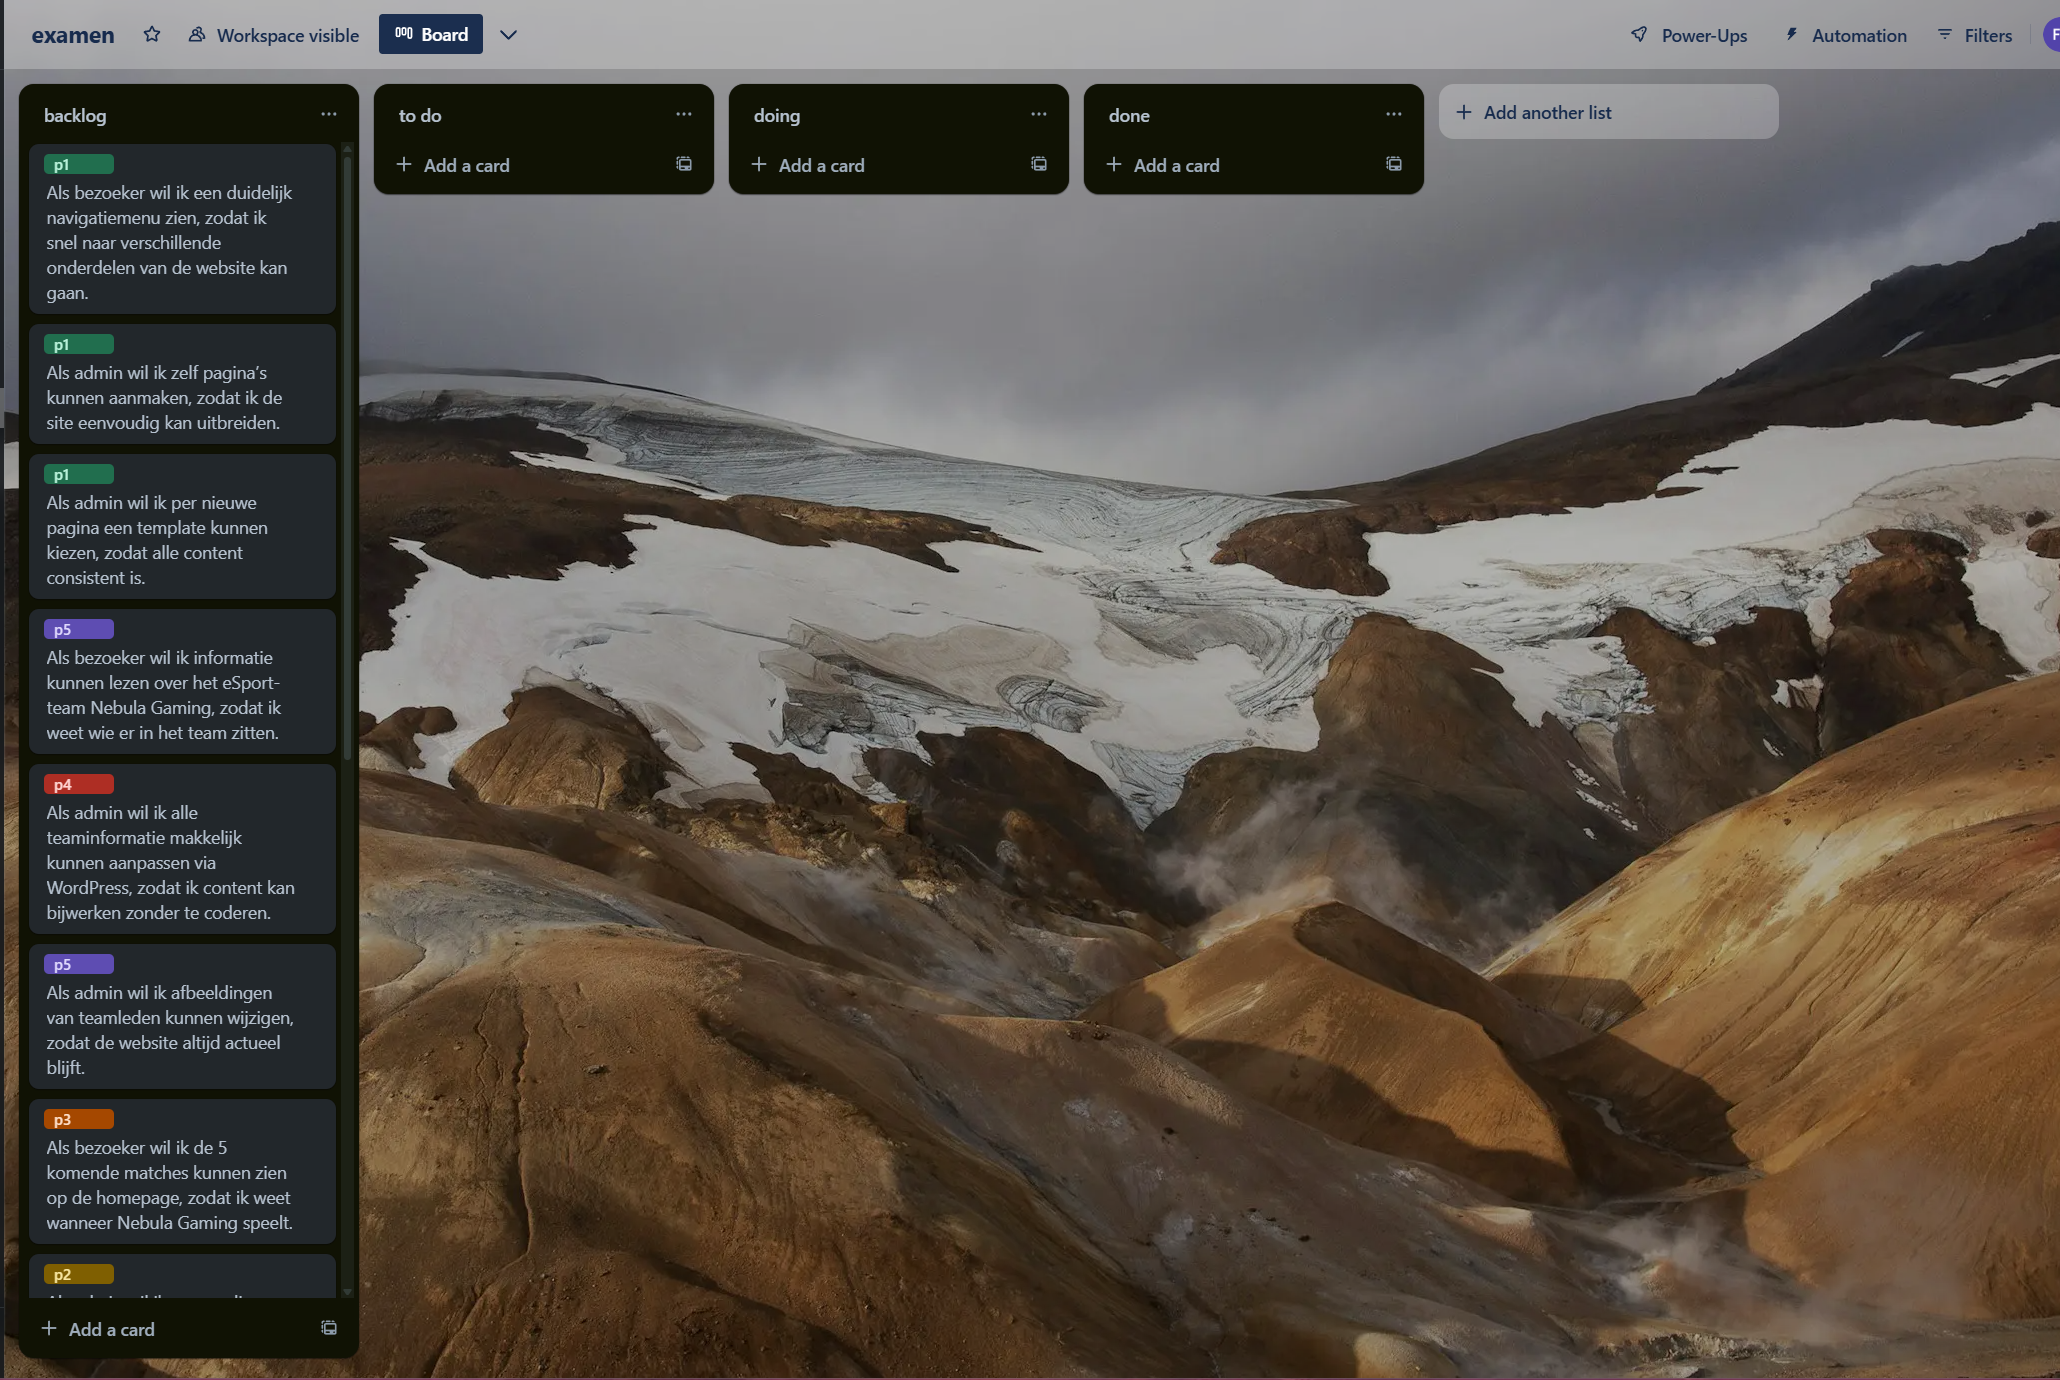 examen
Workspace visible
Board
Power-Ups
Automation
Filters
F
backlog
p1
Als bezoeker wil ik een duidelijk
navigatiemenu zien, zodat ik
snel naar verschillende
onderdelen van de website kan
gaan.
p1
Als admin wil ik zelf pagina's
kunnen aanmaken, zodat ik de
site eenvoudig kan uitbreiden.
p1
Als admin wil ik per nieuwe
pagina een template kunnen
kiezen, zodat alle content
consistent is.
p5
Als bezoeker wil ik informatie
kunnen lezen over het eSport-
team Nebula Gaming, zodat ik
weet wie er in het team zitten.
p4
Als admin wil ik alle
teaminformatie makkelijk
kunnen aanpassen via
WordPress, zodat ik content kan
bijwerken zonder te coderen.
p5
Als admin wil ik afbeeldingen
van teamleden kunnen wijzigen,
zodat de website altijd actueel
blijft.
p3
Als bezoeker wil ik de 5
komende matches kunnen zien
op de homepage, zodat ik weet
wanneer Nebula Gaming speelt.
p2
Add a card
to do
Add a card
doing
Add a card
done
Add a card
Add another list